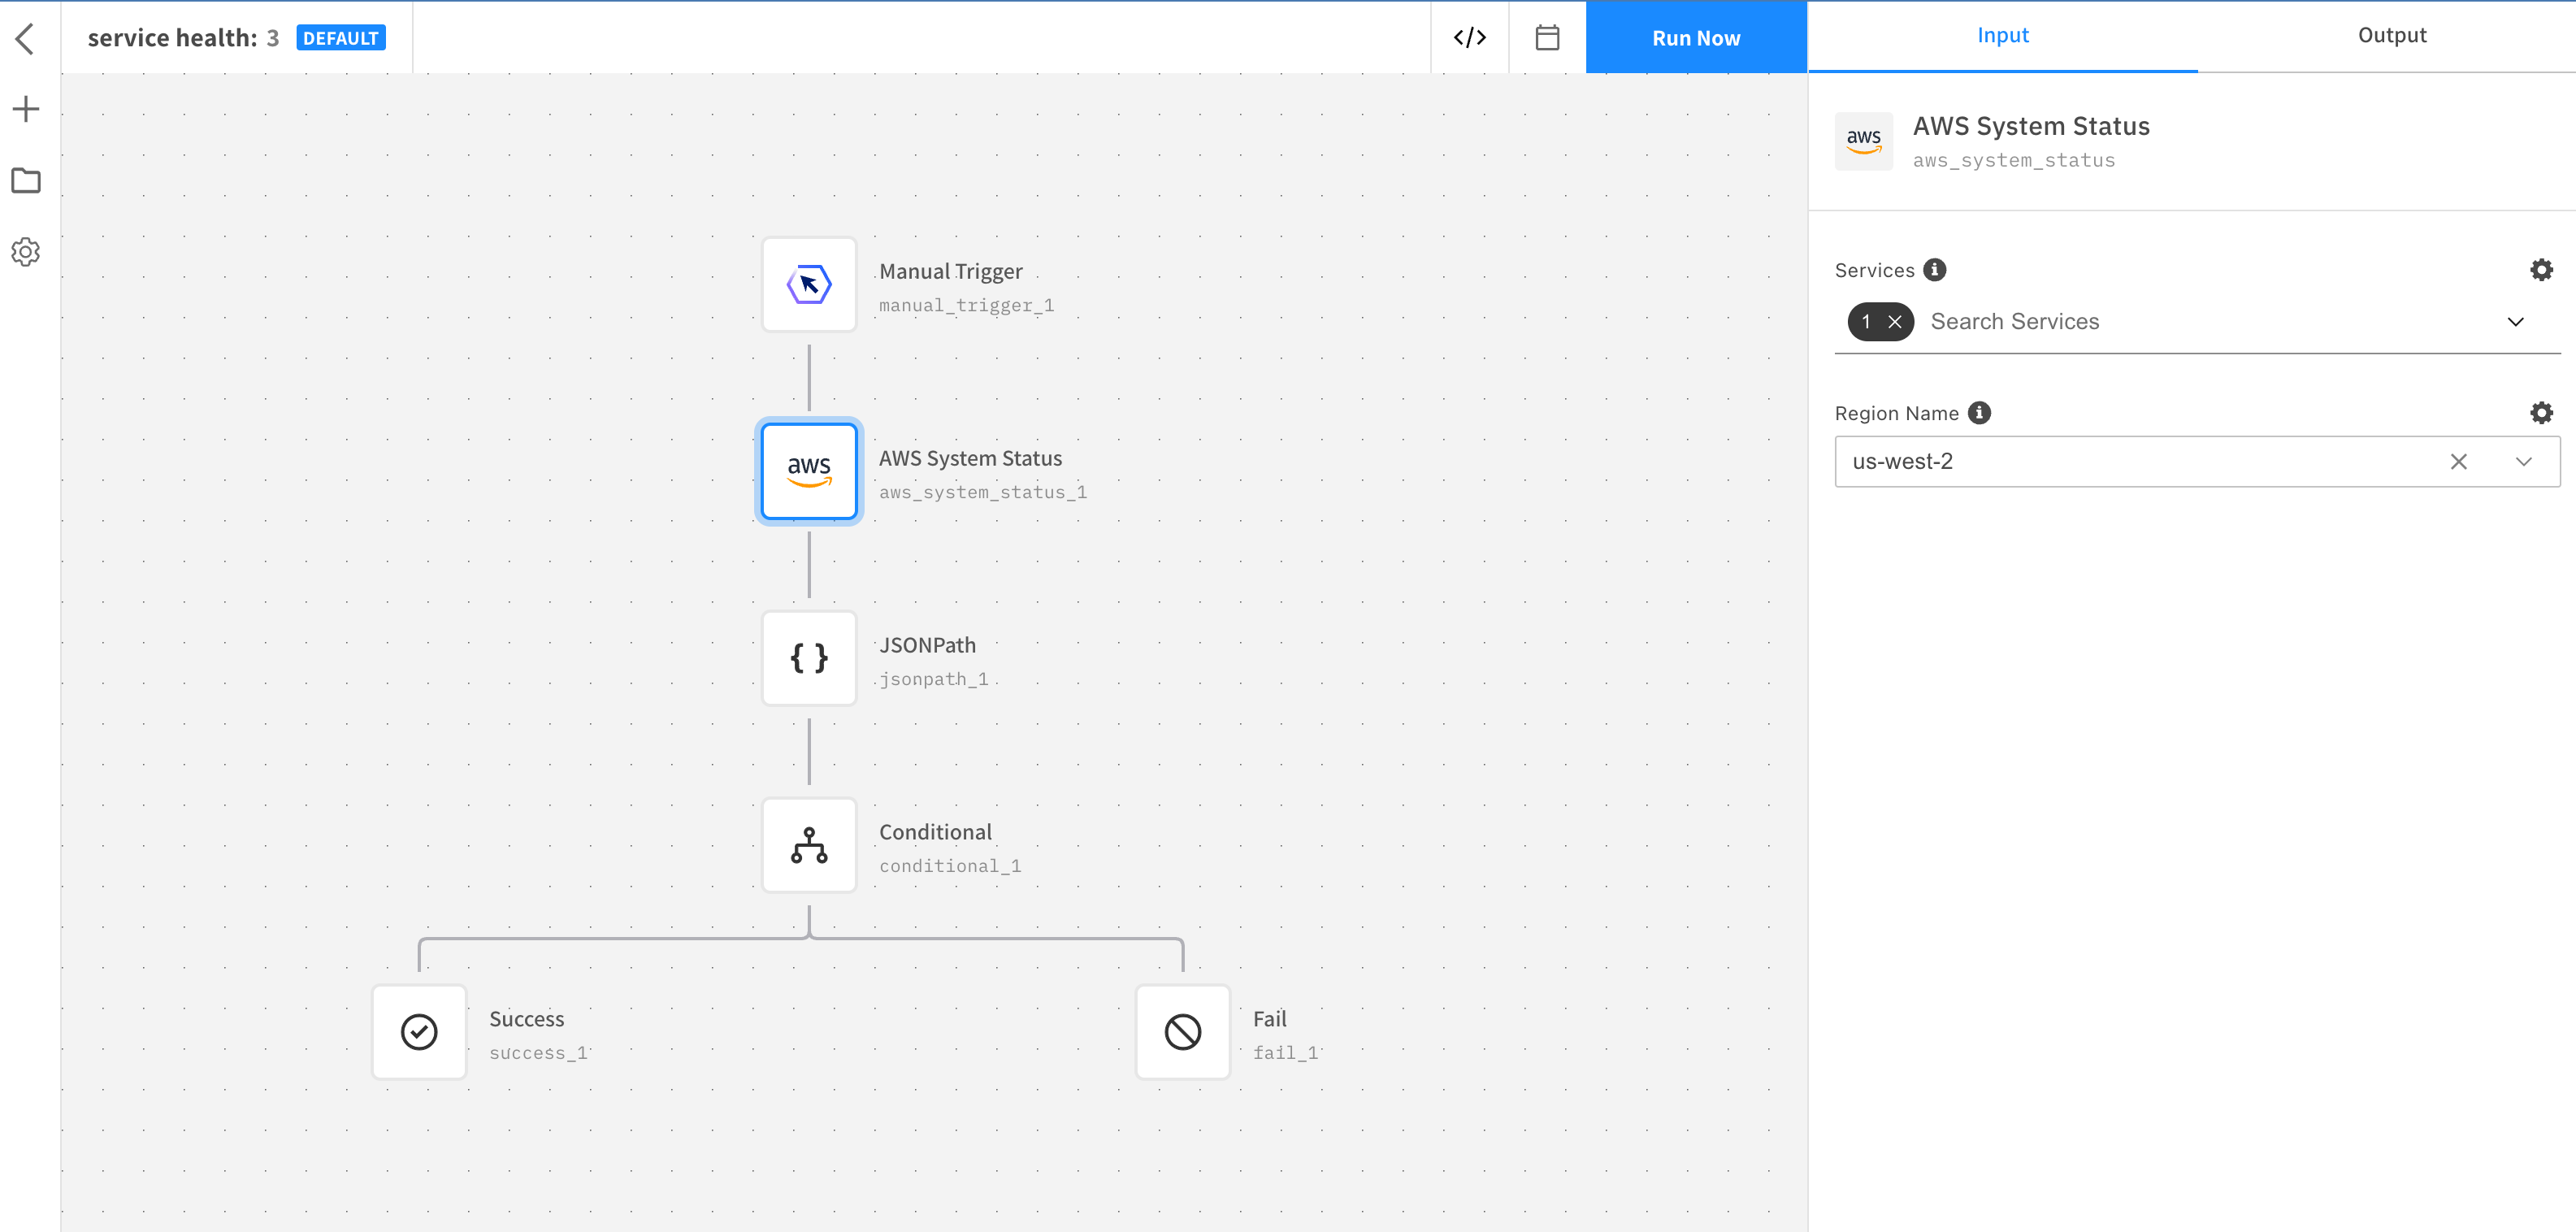 service health: 3 DEFAULT
</>
Run Now
Input
Output
aws
AWS System Status
aws_system_status
Services
1 Search Services
Region Name
us-west-2
Manual Trigger
manual_trigger_1
aws
AWS System Status
aws_system_status_1
{ }
JSONPath
jsonpath_1
Conditional
conditional_1
Success
success_1
Fail
fail_1